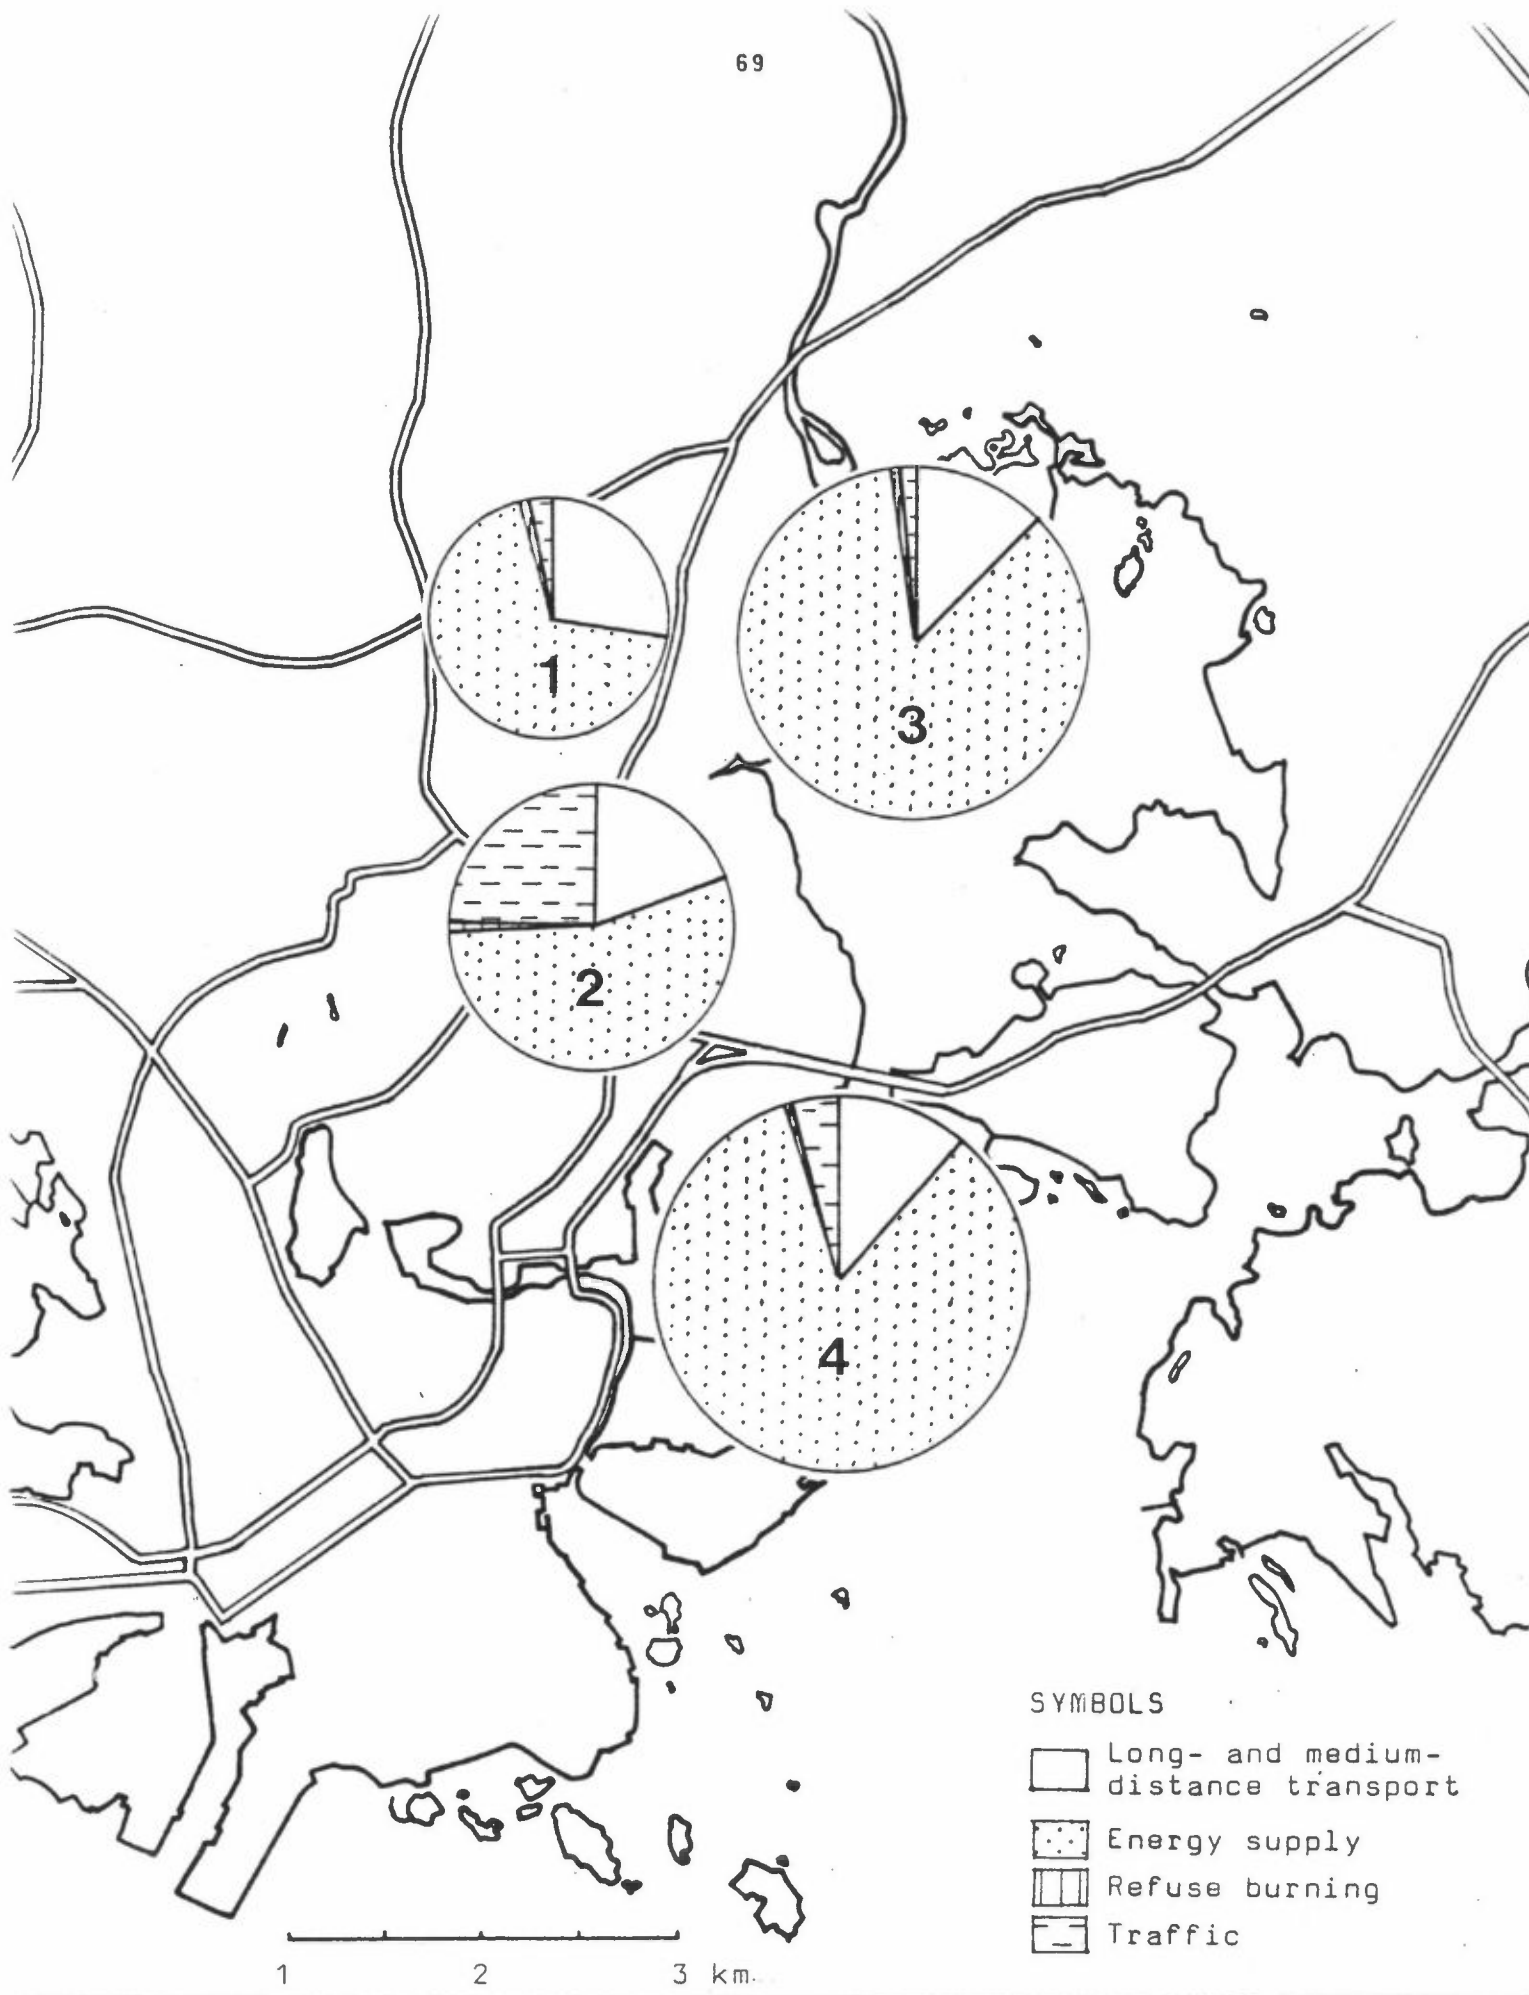 69
1
3
2
4
SYMBOLS
Long- and medium-
distance transport
Energy supply
Refuse burning
Traffic
1 2 3 km.